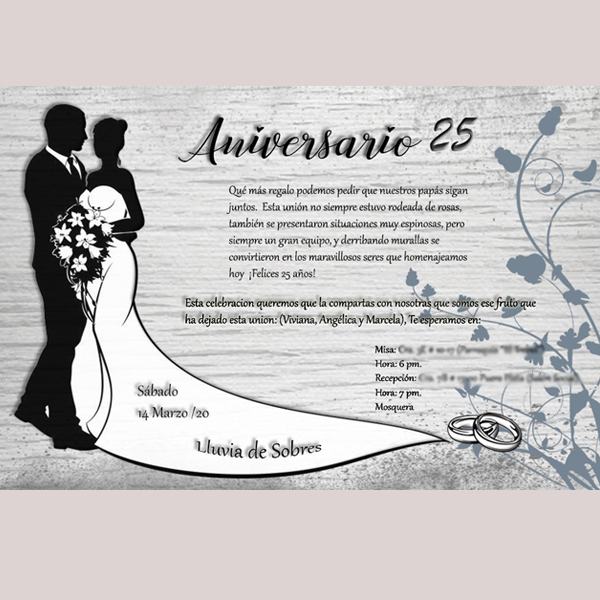 Aniversario 25
Qué más regalo podemos pedir que nuestros papás sigan
juntos. Esta unión no siempre estuvo rodeada de rosas,
también se presentaron situaciones muy espinosas, pero
siempre un gran equipo, y derribando murallas se
convirtieron en los maravillosos seres que homenajeamos
hoy ¡Felices 25 años!
Esta celebracion queremos que la compartas con nosotras que somos ese fruto que
ha dejado esta union: (Viviana, Angélica y Marcela), Te esperamos en:
Misa:
Hora: 6 pm.
Recepción:
Hora: 7 pm.
Mosquera
Sábado
14 Marzo /20
Lluvia de Sobres